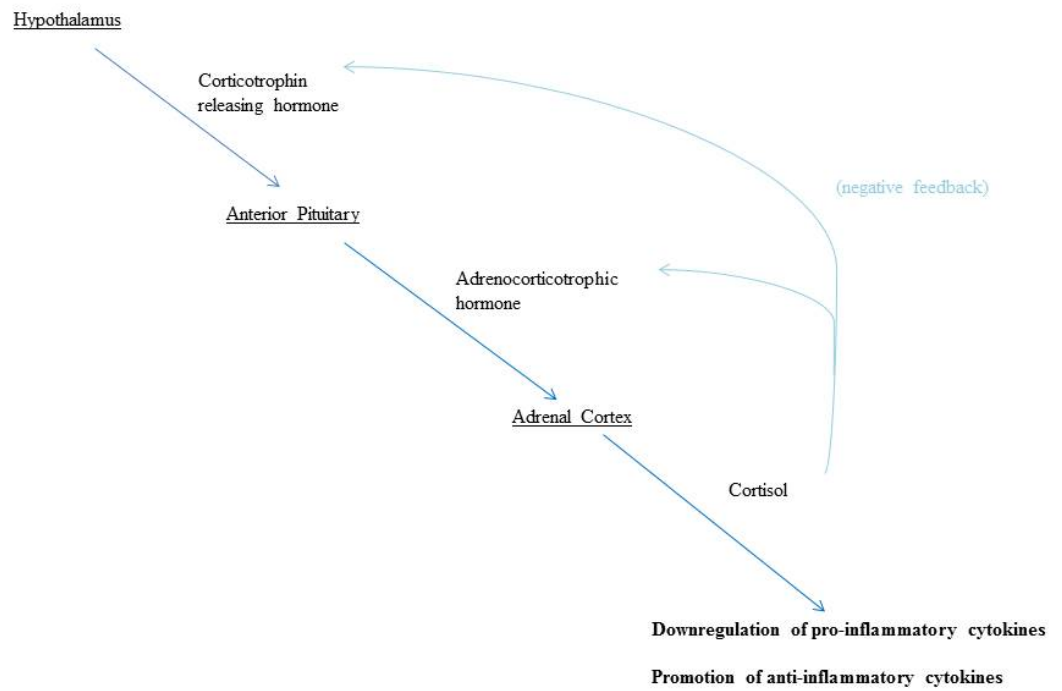 Hypothalamus
Corticotrophin
releasing hormone
(negative feedback)
Anterior Pituitary
Adrenocorticotrophic
hormone
Adrenal Cortex
Cortisol
Downregulation of pro-inflammatory cytokines
Promotion of anti-inflammatory cytokines